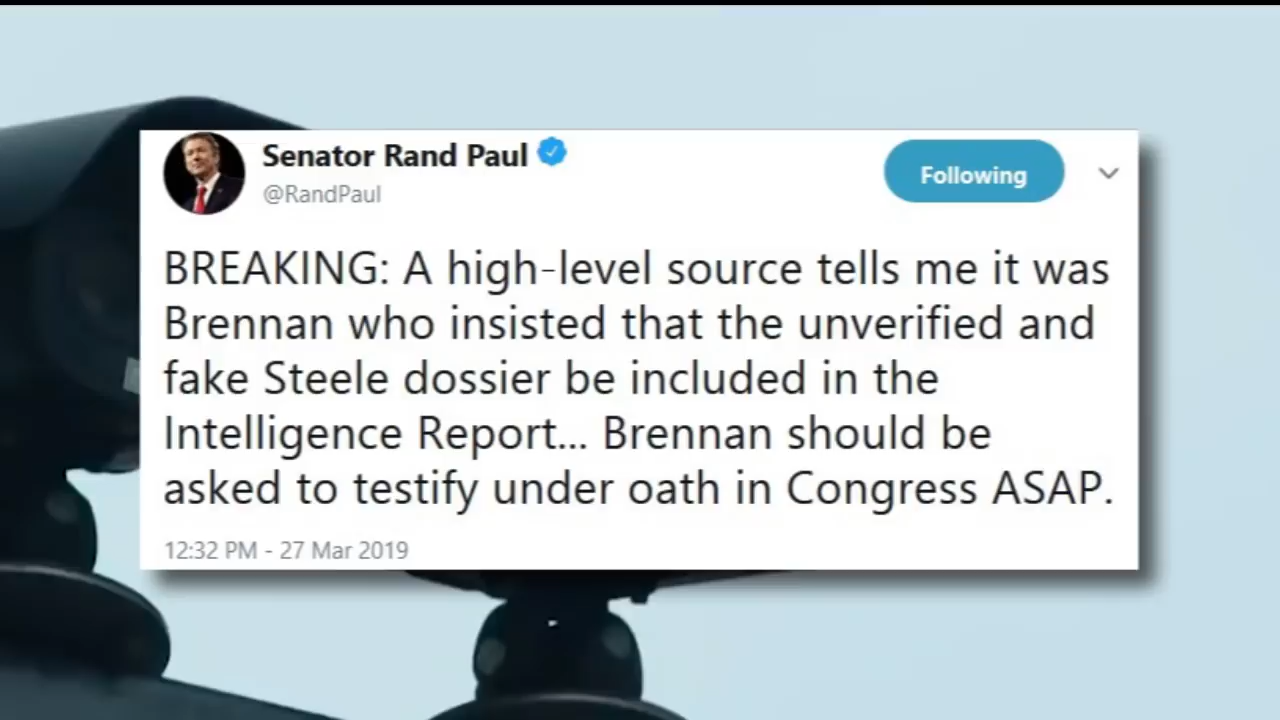 Senator Rand Paul
@RandPaul
Following
BREAKING: A high-level source tells me it was
Brennan who insisted that the unverified and
fake Steele dossier be included in the
Intelligence Report... Brennan should be
asked to testify under oath in Congress ASAP.
12:32 PM - 27 Mar 2019